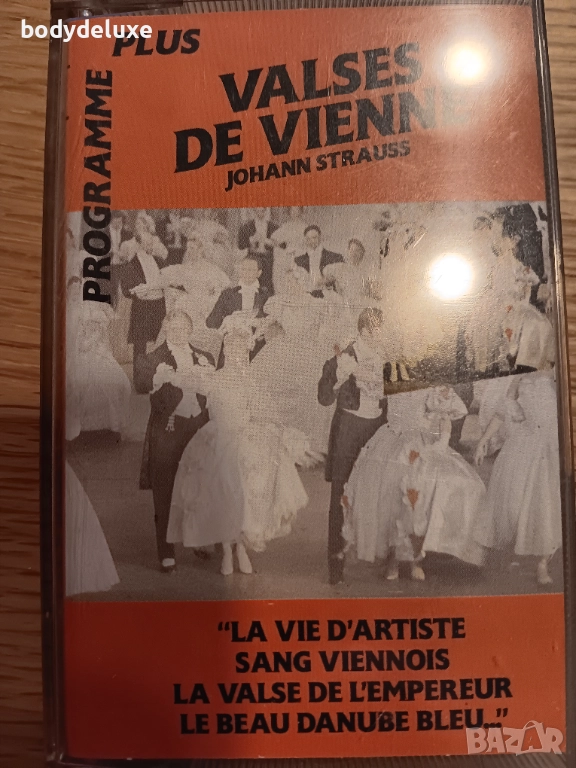 bodydeluxe
PROGRAMME
PLUS
VALSES
DE VIENNE
JOHANN STRAUSS
"LA VIE D'ARTISTE
SANG VIENNOIS
LA VALSE DE L'EMPEREUR
LE BEAU DANUBE BLEU..."
BAZAR